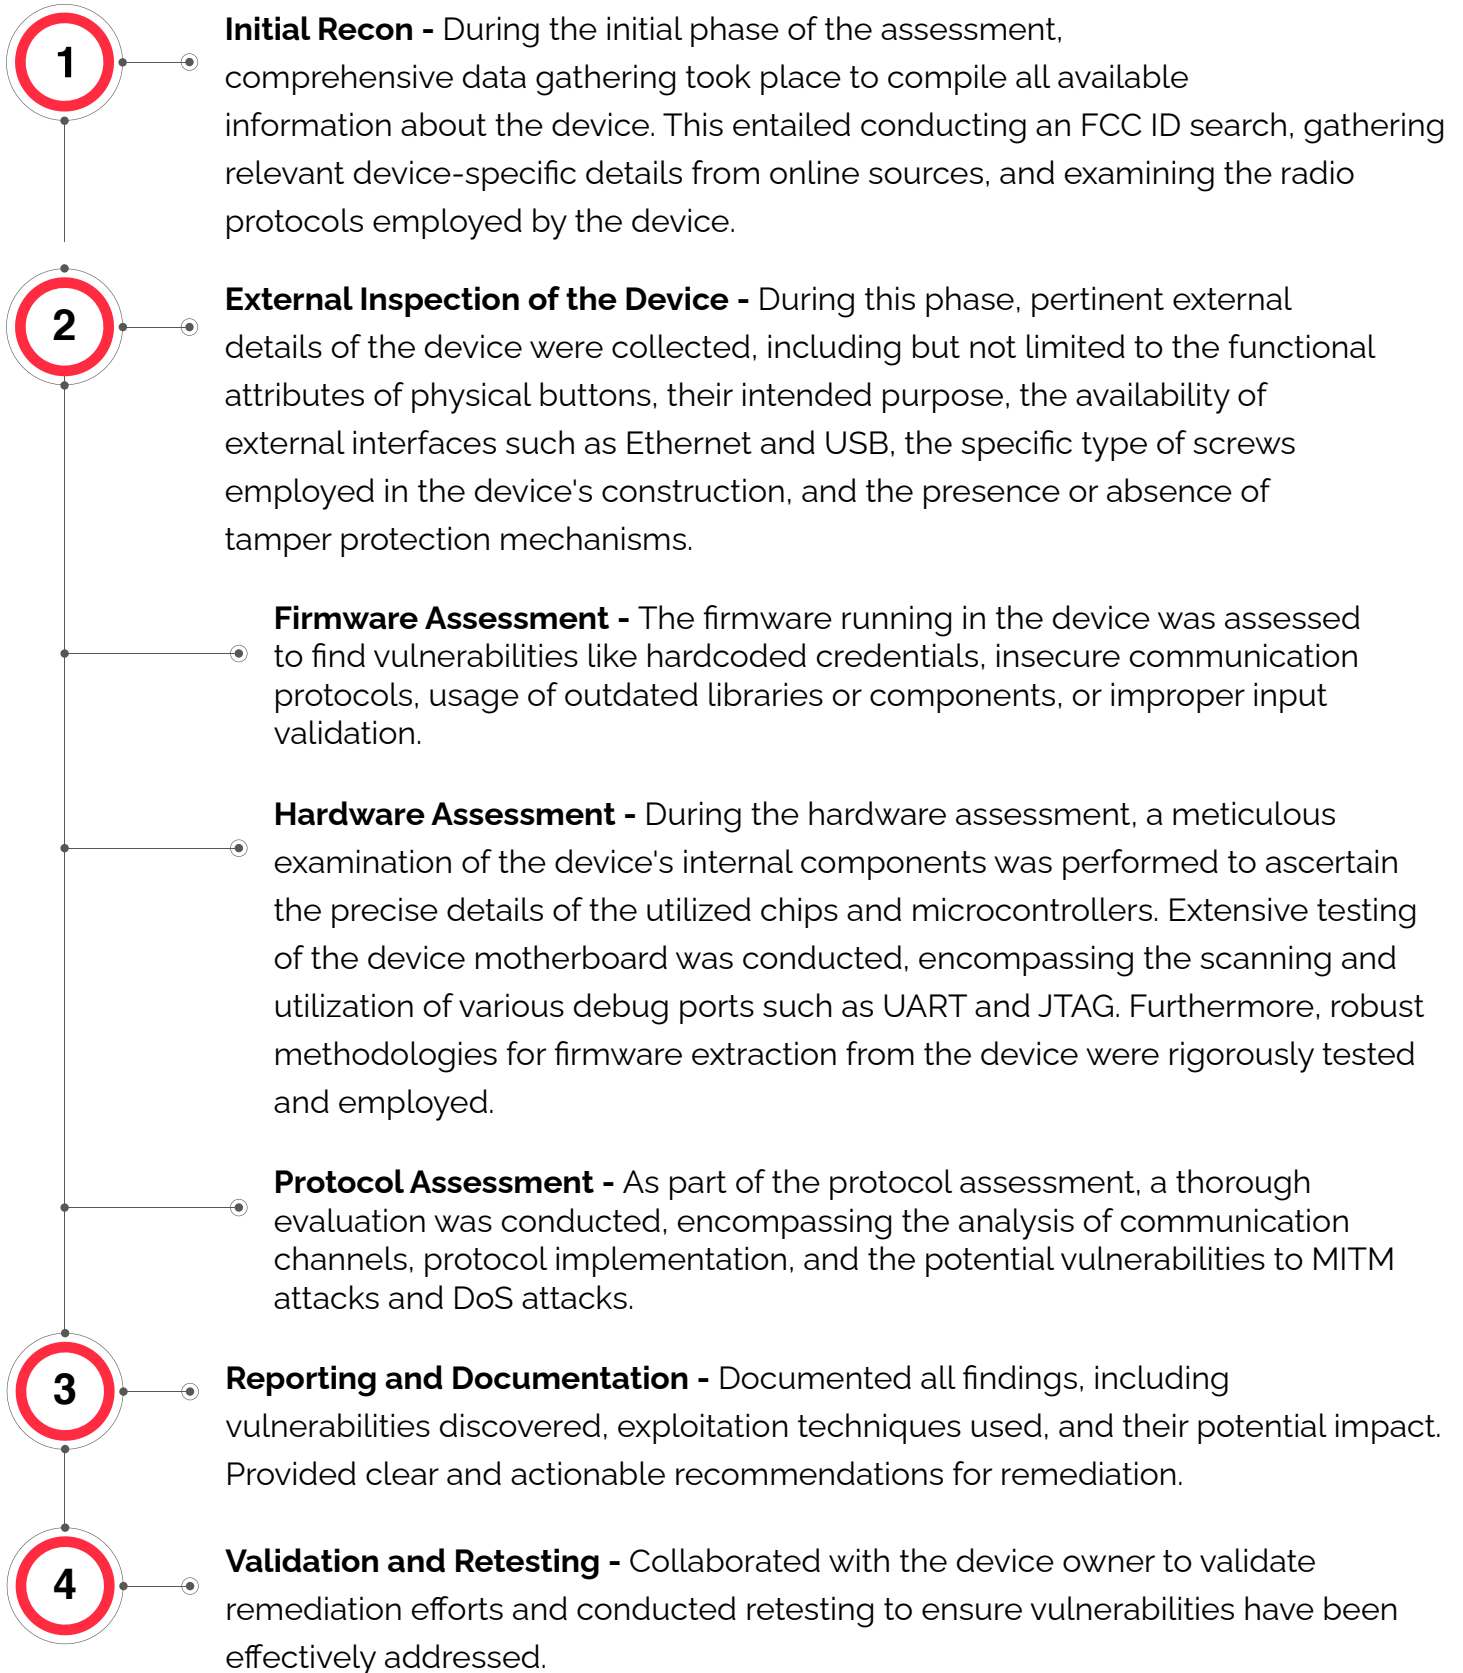 1
Initial Recon - During the initial phase of the assessment,
comprehensive data gathering took place to compile all available
information about the device. This entailed conducting an FCC ID search, gathering
relevant device-specific details from online sources, and examining the radio
protocols employed by the device.
2
External Inspection of the Device - During this phase, pertinent external
details of the device were collected, including but not limited to the functional
attributes of physical buttons, their intended purpose, the availability of
external interfaces such as Ethernet and USB, the specific type of screws
employed in the device's construction, and the presence or absence of
tamper protection mechanisms.
Firmware Assessment - The firmware running in the device was assessed
to find vulnerabilities like hardcoded credentials, insecure communication
protocols, usage of outdated libraries or components, or improper input
validation.
Hardware Assessment - During the hardware assessment, a meticulous
examination of the device's internal components was performed to ascertain
the precise details of the utilized chips and microcontrollers. Extensive testing
of the device motherboard was conducted, encompassing the scanning and
utilization of various debug ports such as UART and JTAG. Furthermore, robust
methodologies for firmware extraction from the device were rigorously tested
and employed.
Protocol Assessment - As part of the protocol assessment, a thorough
evaluation was conducted, encompassing the analysis of communication
channels, protocol implementation, and the potential vulnerabilities to MITM
attacks and DoS attacks.
3
Reporting and Documentation - Documented all findings, including
vulnerabilities discovered, exploitation techniques used, and their potential impact.
Provided clear and actionable recommendations for remediation.
4
Validation and Retesting - Collaborated with the device owner to validate
remediation efforts and conducted retesting to ensure vulnerabilities have been
effectively addressed.